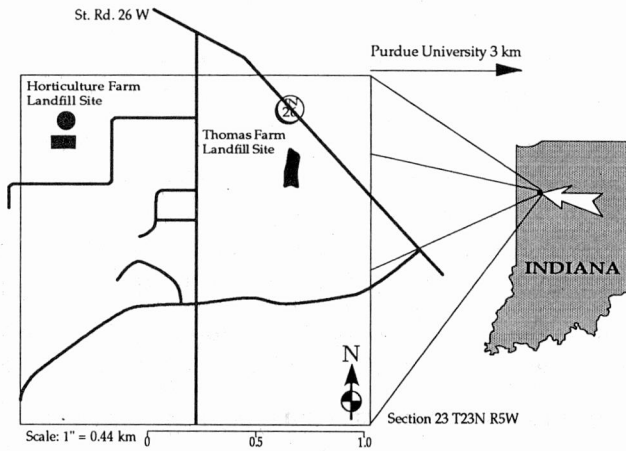 St. Rd. 26 W
Purdue University 3 km
Horticulture Farm
Landfill Site
IN
26
Thomas Farm
Landfill Site
INDIANA
N
Section 23 T23N R5W
Scale: 1" = 0.44 km
0
0.5
1.0